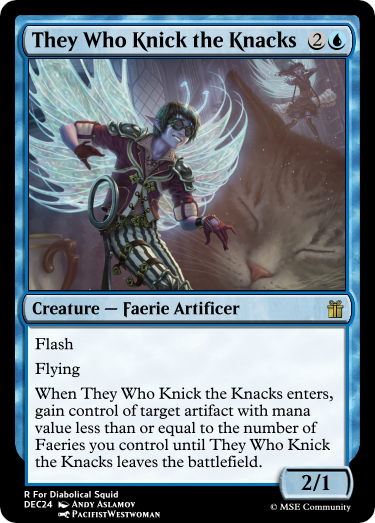 They Who Knick the Knacks 2
Creature — Faerie Artificer
Flash
Flying
When They Who Knick the Knacks enters,
gain control of target artifact with mana
value less than or equal to the number of
Faeries you control until They Who Knick
the Knacks leaves the battlefield.
2/1
R For Diabolical Squid
DEC24 Andy Aslamov
PacifistWestwoman
© MSE Community